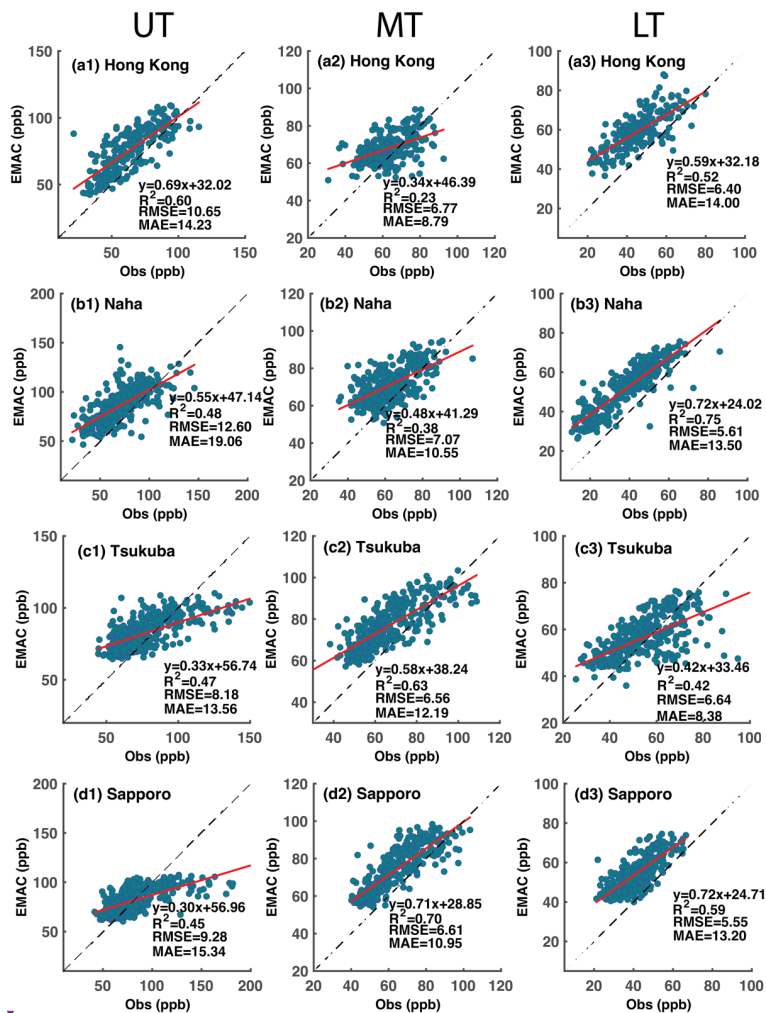 UT MT LT
(a1) Hong Kong
EMAC (ppb)
150
100
50
y=0.69x+32.02
R²=0.60
RMSE=10.65
MAE=14.23
50 100 150
Obs (ppb)
(a2) Hong Kong
120
100
80
60
40
20
y=0.34x+46.39
R²=0.23
RMSE=6.77
MAE=8.79
20 40 60 80 100 120
Obs (ppb)
(a3) Hong Kong
EMAC (ppb)
100
80
60
40
y=0.59x+32.18
R²=0.52
RMSE=6.40
MAE=14.00
20 40 60 80 100
Obs (ppb)
(b1) Naha
EMAC (ppb)
200
150
100
50
y=0.55x+47.14
R²=0.48
RMSE=12.60
MAE=19.06
50 100 150 200
Obs (ppb)
(b2) Naha
120
100
80
60
40
20
y=0.48x+41.29
R²=0.38
RMSE=7.07
MAE=10.55
20 40 60 80 100 120
Obs (ppb)
(b3) Naha
EMAC (ppb)
100
80
60
40
20
y=0.72x+24.02
R²=0.75
RMSE=5.61
MAE=13.50
20 40 60 80 100
Obs (ppb)
(c1) Tsukuba
EMAC (ppb)
150
100
50
y=0.33x+56.74
R²=0.47
RMSE=8.18
MAE=13.56
50 100 150
Obs (ppb)
(c2) Tsukuba
120
100
80
60
40
y=0.58x+38.24
R²=0.63
RMSE=6.56
MAE=12.19
40 60 80 100 120
Obs (ppb)
(c3) Tsukuba
EMAC (ppb)
100
80
60
40
20
y=0.42x+33.46
R²=0.42
RMSE=6.64
MAE=8.38
20 40 60 80 100
Obs (ppb)
(d1) Sapporo
EMAC (ppb)
200
150
100
50
y=0.30x+56.96
R²=0.45
RMSE=9.28
MAE=15.34
50 100 150 200
Obs (ppb)
(d2) Sapporo
120
100
80
60
40
20
y=0.71x+28.85
R²=0.70
RMSE=6.61
MAE=10.95
20 40 60 80 100 120
Obs (ppb)
(d3) Sapporo
EMAC (ppb)
100
80
60
40
y=0.72x+24.71
R²=0.59
RMSE=5.55
MAE=13.20
20 40 60 80 100
Obs (ppb)